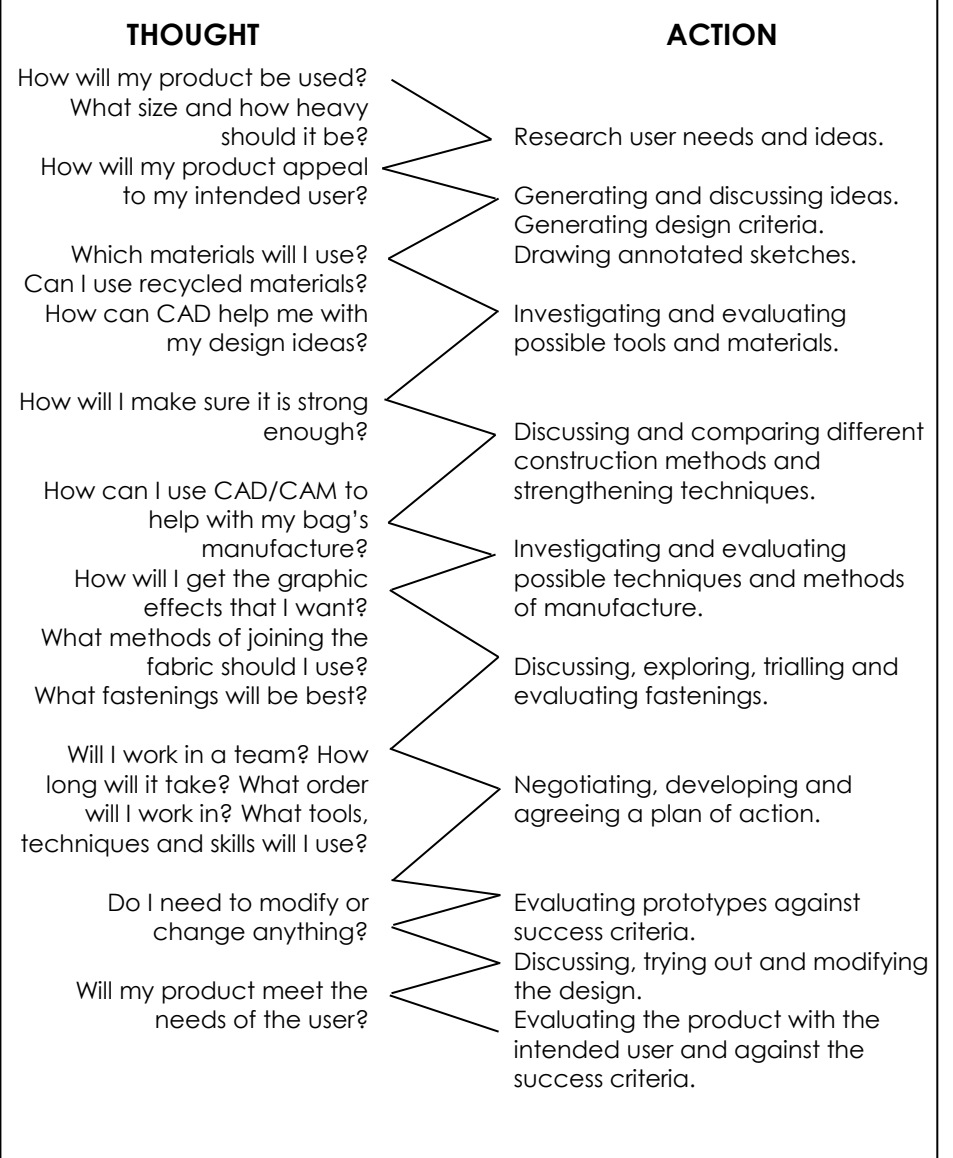 THOUGHT
ACTION
How will my product be used?
What size and how heavy
should it be?
How will my product appeal
to my intended user?
Which materials will I use?
Can I use recycled materials?
How can CAD help me with
my design ideas?
How will I make sure it is strong
enough?
How can I use CAD/CAM to
help with my bag’s
manufacture?
How will I get the graphic
effects that I want?
What methods of joining the
fabric should I use?
What fastenings will be best?
Will I work in a team? How
long will it take? What order
will I work in? What tools,
techniques and skills will I use?
Do I need to modify or
change anything?
Will my product meet the
needs of the user?
Research user needs and ideas.
Generating and discussing ideas.
Generating design criteria.
Drawing annotated sketches.
Investigating and evaluating
possible tools and materials.
Discussing and comparing different
construction methods and
strengthening techniques.
Investigating and evaluating
possible techniques and methods
of manufacture.
Discussing, exploring, trialling and
evaluating fastenings.
Negotiating, developing and
agreeing a plan of action.
Evaluating prototypes against
success criteria.
Discussing, trying out and modifying
the design.
Evaluating the product with the
intended user and against the
success criteria.